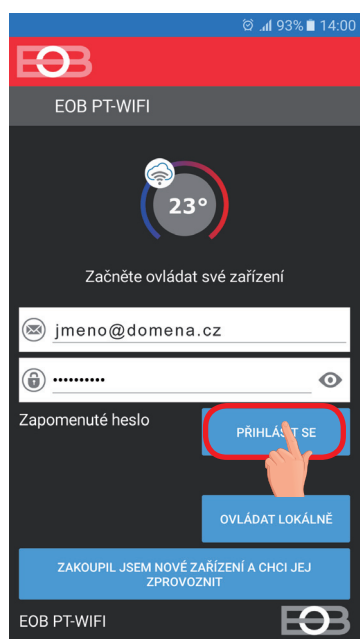 93% 14:00
EOB
EOB PT-WIFI
23°
Začněte ovládat své zařízení
jmeno@domena.cz
••••••••••
Zapomenuté heslo
PŘIHLÁSIT SE
OVLÁDAT LOKÁLNĚ
ZAKOUPIL JSEM NOVÉ ZAŘÍZENÍ A CHCI JEJ
ZPROVOZNIT
EOB PT-WIFI
EOB